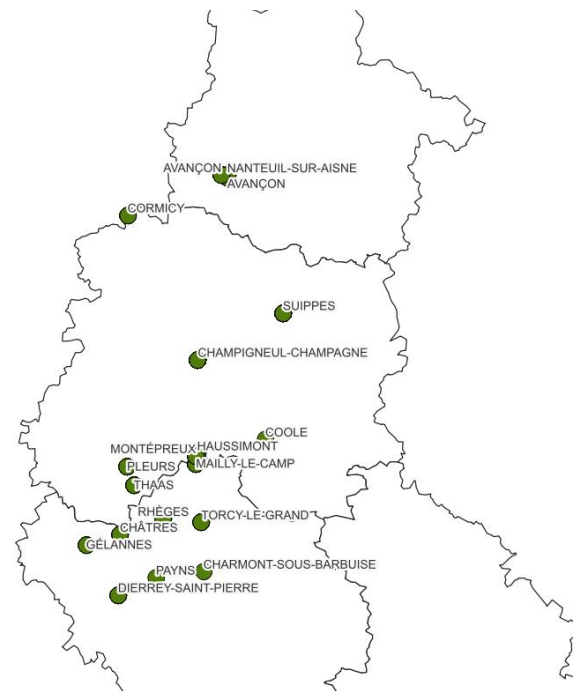 AVANÇON NANTEUIL-SUR-AISNE
AVANÇON
CORMICY
SUIPPES
CHAMPIGNEUL-CHAMPAGNE
COOLE
MONTÉPREUX HAUSSIMONT
PLEURS MAILLY-LE-CAMP
THAAS
RHÈGES TORCY-LE-GRAND
CHÂTRES
GÉLANNES
PAYNS CHARMONT-SOUS-BARBUISE
DIERREY-SAINT-PIERRE